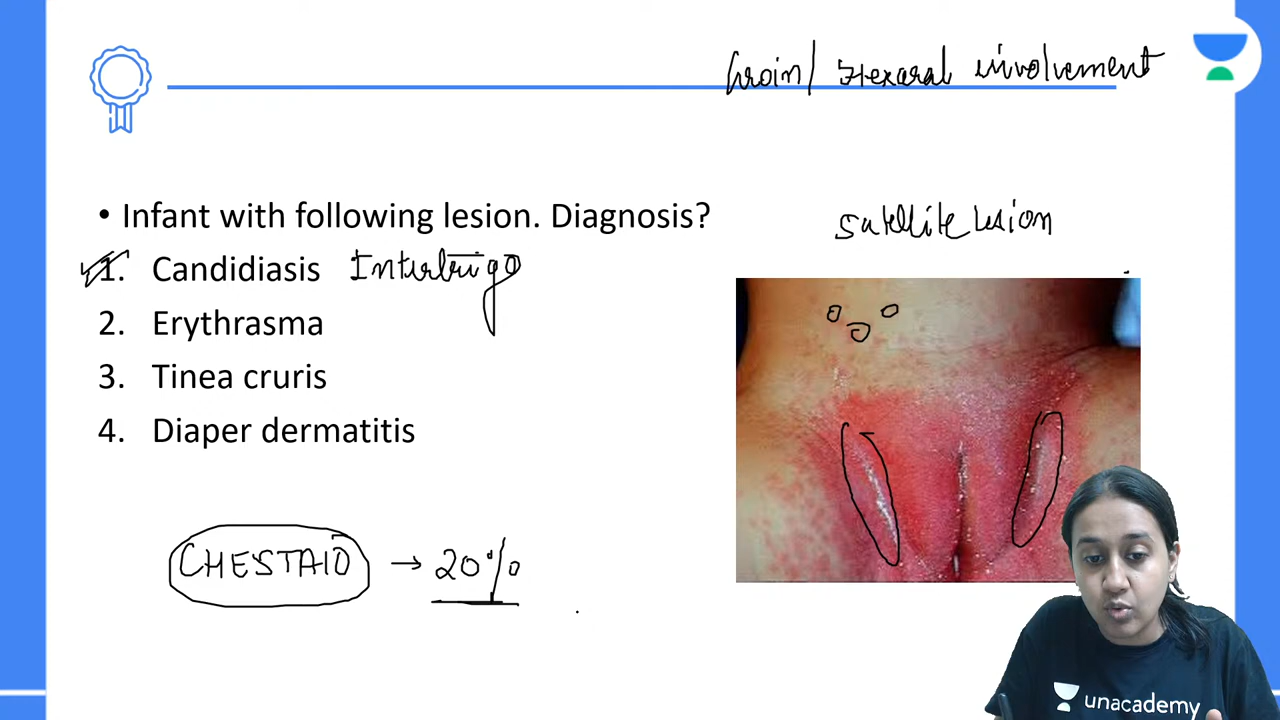 Groin/ flexural involvement
• Infant with following lesion. Diagnosis?
satellite lesion
1. Candidiasis Intertrigo
2. Erythrasma
3. Tinea cruris
4. Diaper dermatitis
CHESTAID → 20%
unacademy